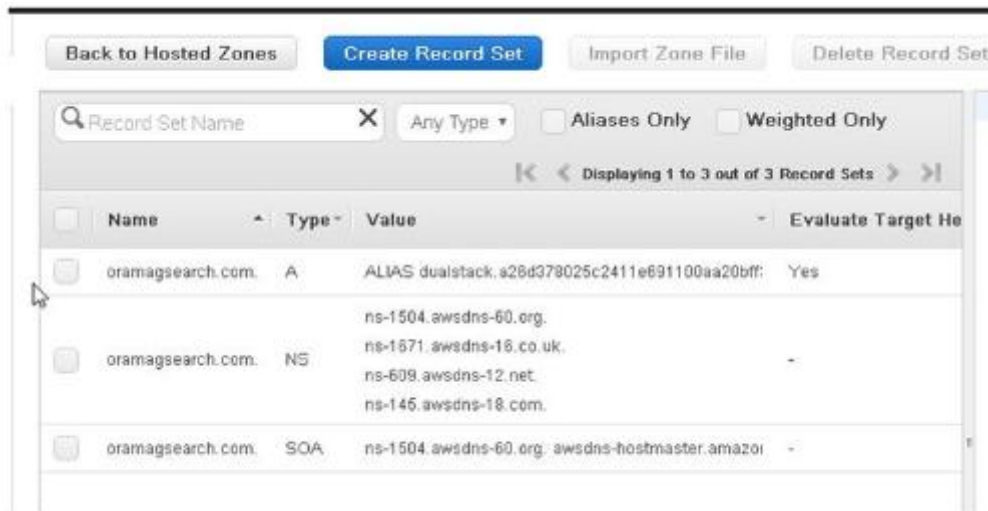 Back to Hosted Zones Create Record Set Import Zone File Delete Record Set
Record Set Name X Any Type Aliases Only Weighted Only
Displaying 1 to 3 out of 3 Record Sets
Name Type Value Evaluate Target He
oramagsearch.com. A ALIAS dualstack.a26d378025c2411e691100aa20bff: Yes
ns-1504.awsdns-60.org.
ns-1671.awsdns-16.co.uk.
oramagsearch.com. NS -
ns-609.awsdns-12.net.
ns-145.awsdns-18.com.
oramagsearch.com. SOA ns-1504.awsdns-60.org. awsdns-hostmaster.amazon -